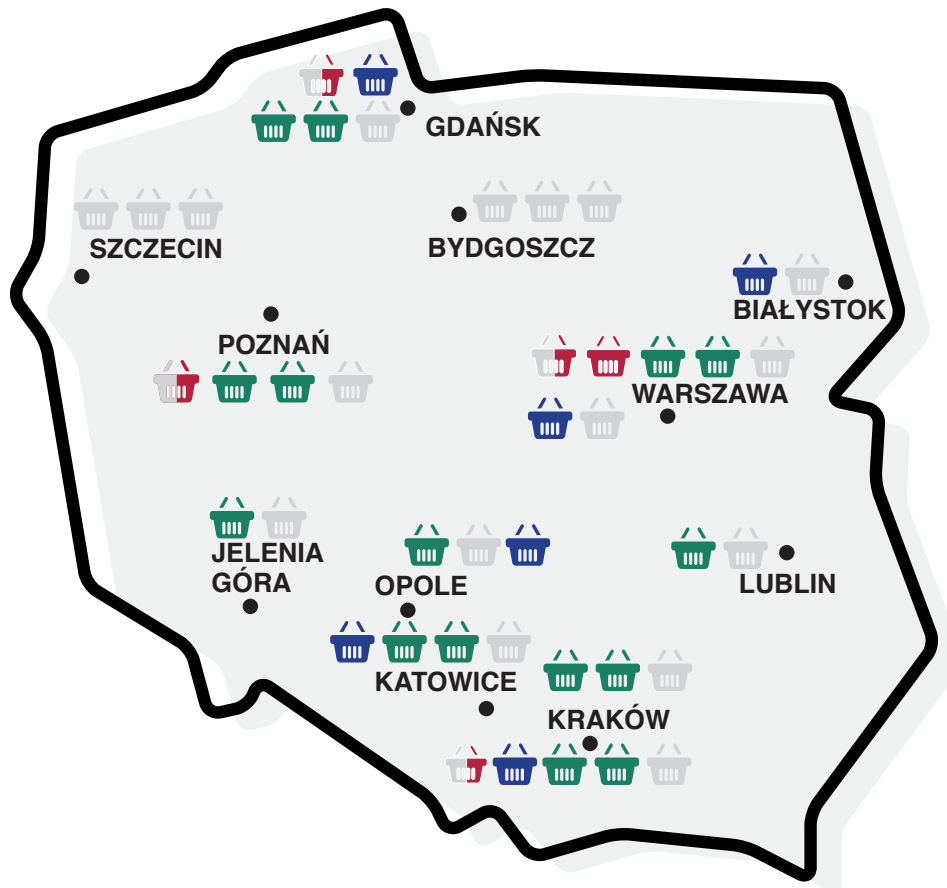 GDAŃSK
SZCZECIN
BYDGOSZCZ
BIAŁYSTOK
POZNAŃ
WARSZAWA
JELENIA
GÓRA
OPOLE
LUBLIN
KATOWICE
KRAKÓW